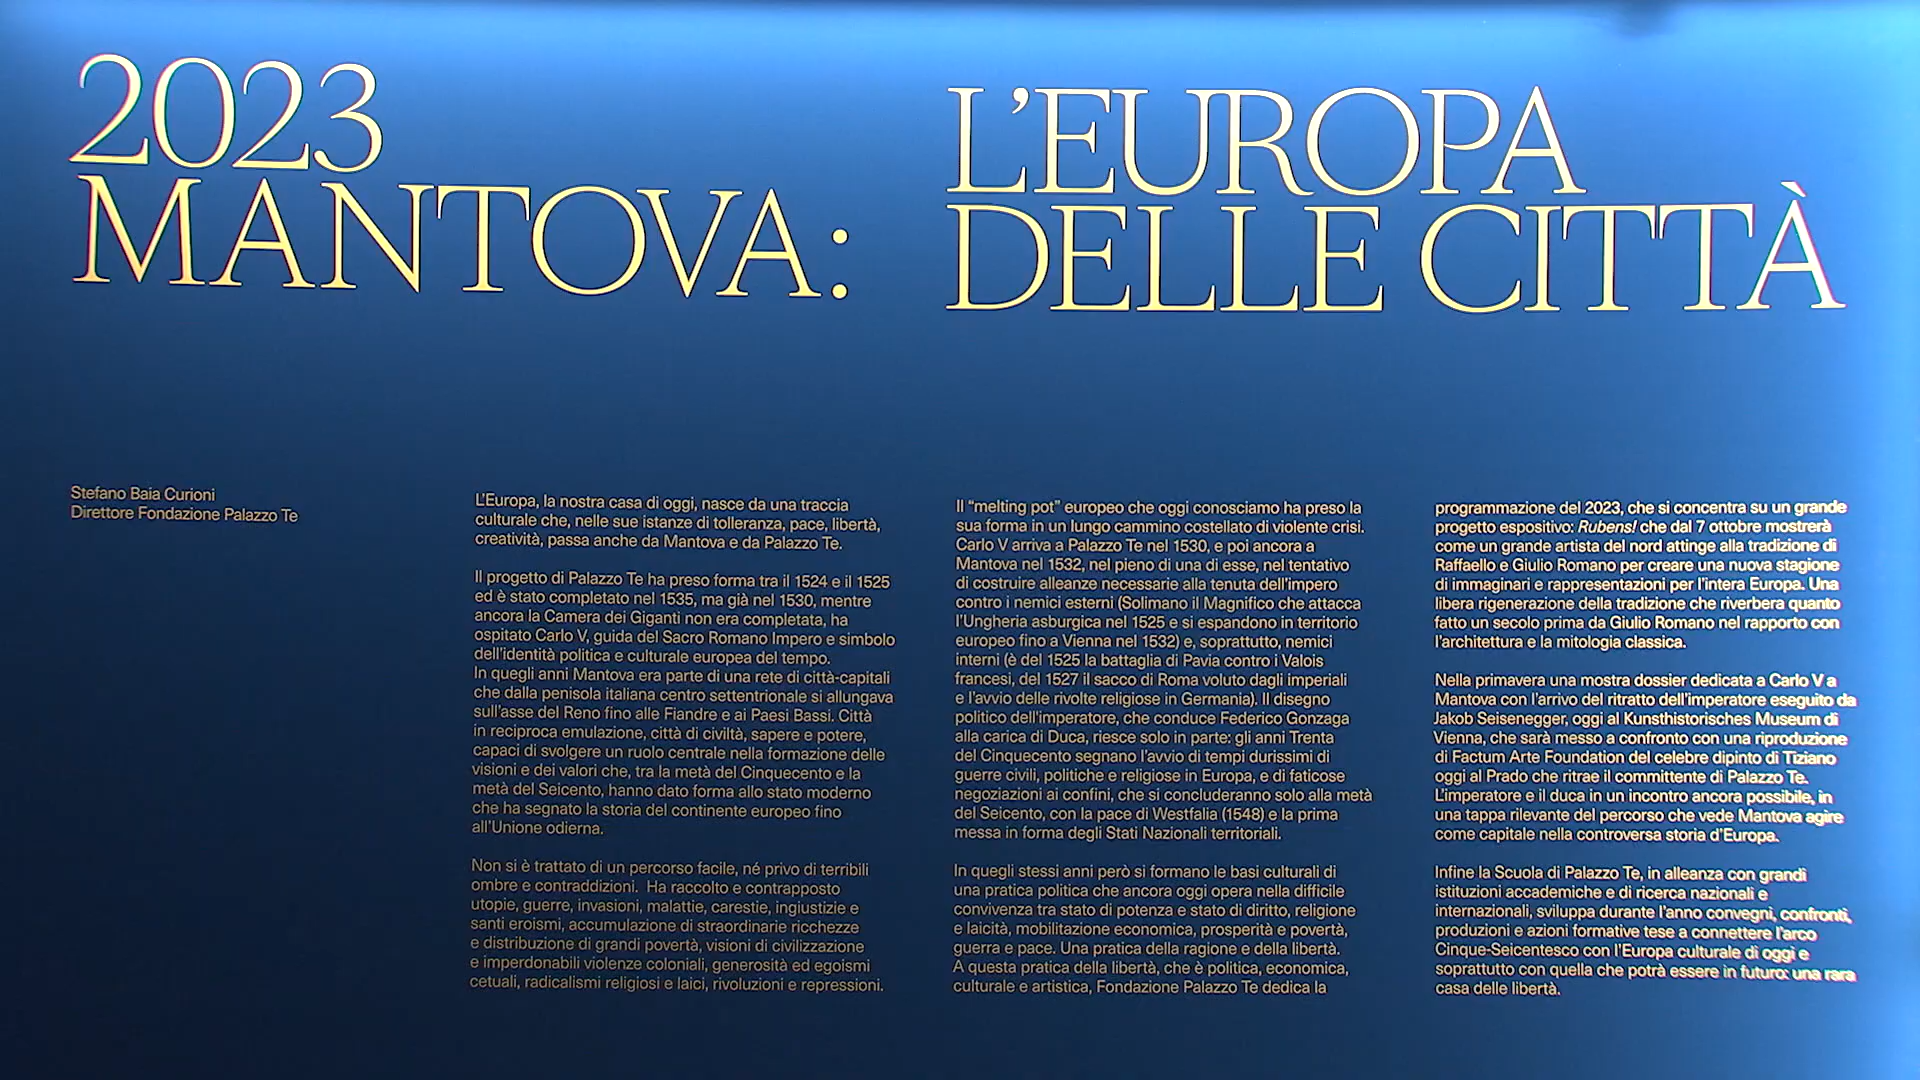 2023
MANTOVA:
L’EUROPA
DELLE CITTÀ
Stefano Baia Curioni
Direttore Fondazione Palazzo Te
L’Europa, la nostra casa di oggi, nasce da una traccia
culturale che, nelle sue istanze di tolleranza, pace, libertà,
creatività, passa anche da Mantova e da Palazzo Te.
Il progetto di Palazzo Te ha preso forma tra il 1524 e il 1525
ed è stato completato nel 1535, ma già nel 1530, mentre
ancora la Camera dei Giganti non era completata, ha
ospitato Carlo V, guida del Sacro Romano Impero e simbolo
dell’identità politica e culturale europea del tempo.
In quegli anni Mantova era parte di una rete di città-capitali
che dalla penisola italiana centro settentrionale si allungava
sull’asse del Reno fino alle Fiandre e ai Paesi Bassi. Città
in reciproca emulazione, città di civiltà, sapere e potere,
capaci di svolgere un ruolo centrale nella formazione delle
visioni e dei valori che, tra la metà del Cinquecento e la
metà del Seicento, hanno dato forma allo stato moderno
che ha segnato la storia del continente europeo fino
all’Unione odierna.
Non si è trattato di un percorso facile, né privo di terribili
ombre e contraddizioni.  Ha raccolto e contrapposto
utopie, guerre, invasioni, malattie, carestie, ingiustizie e
santi eroismi, accumulazione di straordinarie ricchezze
e distribuzione di grandi povertà, visioni di civilizzazione
e imperdonabili violenze coloniali, generosità ed egoismi
cetuali, radicalismi religiosi e laici, rivoluzioni e repressioni.
Il “melting pot” europeo che oggi conosciamo ha preso la
sua forma in un lungo cammino costellato di violente crisi.
Carlo V arriva a Palazzo Te nel 1530, e poi ancora a
Mantova nel 1532, nel pieno di una di esse, nel tentativo
di costruire alleanze necessarie alla tenuta dell’impero
contro i nemici esterni (Solimano il Magnifico che attacca
l’Ungheria asburgica nel 1525 e si espandono in territorio
europeo fino a Vienna nel 1532) e, soprattutto, nemici
interni (è del 1525 la battaglia di Pavia contro i Valois
francesi, del 1527 il sacco di Roma voluto dagli imperiali
e l’avvio delle rivolte religiose in Germania). Il disegno
politico dell’imperatore, che conduce Federico Gonzaga
alla carica di Duca, riesce solo in parte: gli anni Trenta
del Cinquecento segnano l’avvio di tempi durissimi di
guerre civili, politiche e religiose in Europa, e di faticose
negoziazioni ai confini, che si concluderanno solo alla metà
del Seicento, con la pace di Westfalia (1548) e la prima
messa in forma degli Stati Nazionali territoriali.
In quegli stessi anni però si formano le basi culturali di
una pratica politica che ancora oggi opera nella difficile
convivenza tra stato di potenza e stato di diritto, religione
e laicità, mobilitazione economica, prosperità e povertà,
guerra e pace. Una pratica della ragione e della libertà.
A questa pratica della libertà, che è politica, economica,
culturale e artistica, Fondazione Palazzo Te dedica la
programmazione del 2023, che si concentra su un grande
progetto espositivo: Rubens! che dal 7 ottobre mostrerà
come un grande artista del nord attinge alla tradizione di
Raffaello e Giulio Romano per creare una nuova stagione
di immaginari e rappresentazioni per l’intera Europa. Una
libera rigenerazione della tradizione che riverbera quanto
fatto un secolo prima da Giulio Romano nel rapporto con
l’architettura e la mitologia classica.
Nella primavera una mostra dossier dedicata a Carlo V a
Mantova con l’arrivo del ritratto dell’imperatore eseguito da
Jakob Seisenegger, oggi al Kunsthistorisches Museum di
Vienna, che sarà messo a confronto con una riproduzione
di Factum Arte Foundation del celebre dipinto di Tiziano
oggi al Prado che ritrae il committente di Palazzo Te.
L’imperatore e il duca in un incontro ancora possibile, in
una tappa rilevante del percorso che vede Mantova agire
come capitale nella controversa storia d’Europa.
Infine la Scuola di Palazzo Te, in alleanza con grandi
istituzioni accademiche e di ricerca nazionali e
internazionali, sviluppa durante l’anno convegni, confronti,
produzioni e azioni formative tese a connettere l’arco
Cinque-Seicentesco con l’Europa culturale di oggi e
soprattutto con quella che potrà essere in futuro: una rara
casa delle libertà.